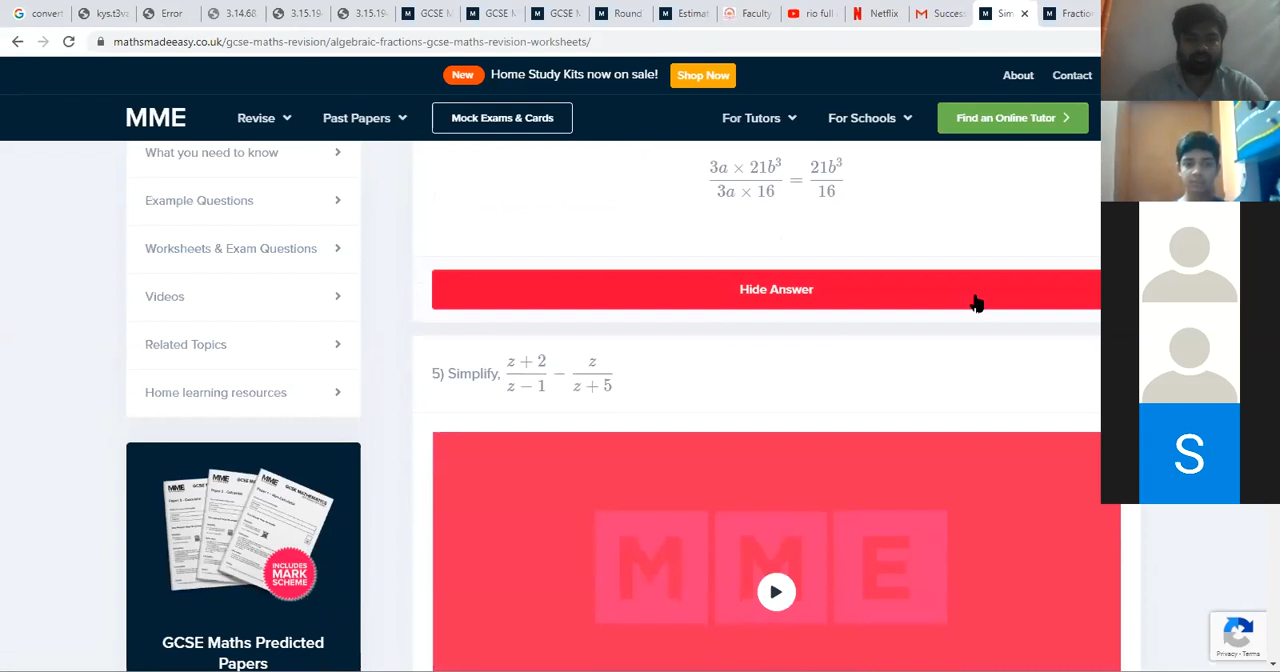 convert
kys.t3va
Error
3.14.68
3.15.19
3.15.19
GCSE M
GCSE M
GCSE M
Round
Estimat
Faculty
rio full
Netflix
Success
Sim
Fractio
mathsmadeeasy.co.uk/gcse-maths-revision/algebraic-fractions-gcse-maths-revision-worksheets/
New Home Study Kits now on sale! Shop Now
About Contact
MME Revise Past Papers Mock Exams & Cards For Tutors For Schools Find an Online Tutor
What you need to know
Example Questions
Worksheets & Exam Questions
Videos
Related Topics
Home learning resources
3a × 21b³ / 3a × 16 = 21b³ / 16
Hide Answer
5) Simplify, z + 2 / z − 1 − z / z + 5
MME
MME
GCSE Maths Predicted
Papers
INCLUDES
MARK
SCHEME
S
Privacy - Terms